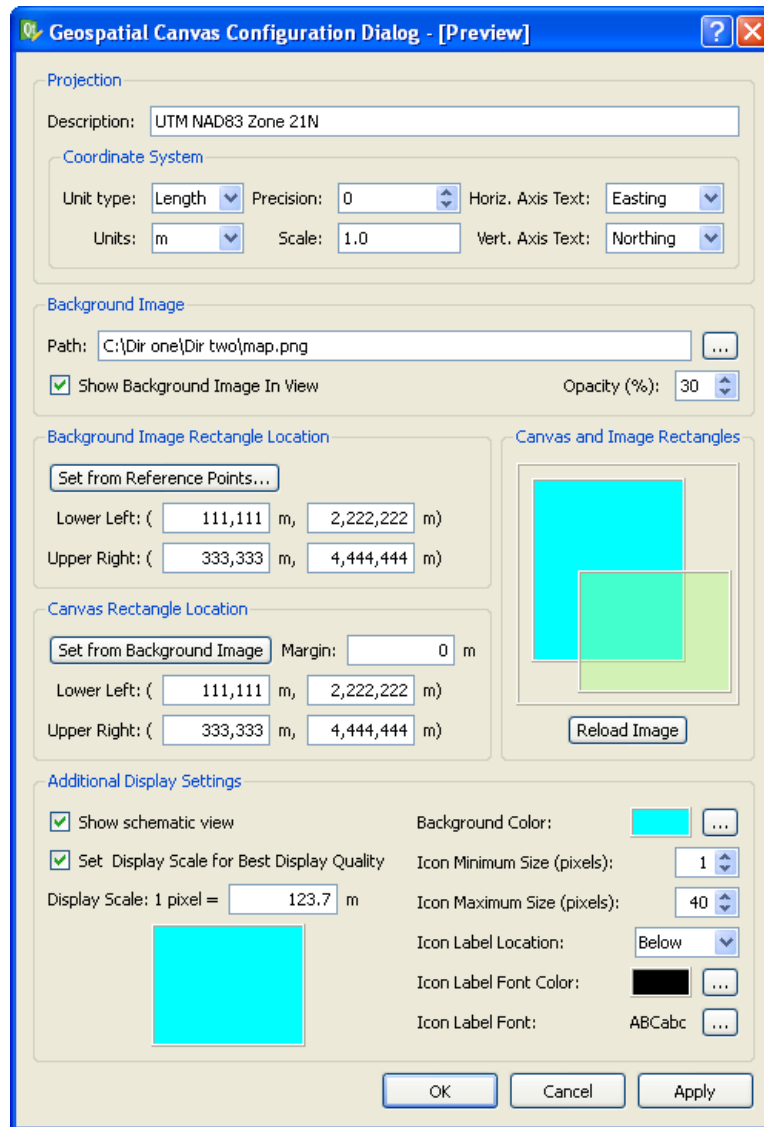 Geospatial Canvas Configuration Dialog - [Preview]
Projection
Description: UTM NAD83 Zone 21N
Coordinate System
Unit type: Length Precision: 0 Horiz. Axis Text: Easting
Units: m Scale: 1.0 Vert. Axis Text: Northing
Background Image
Path: C:\Dir one\Dir two\map.png ...
Show Background Image In View Opacity (%): 30
Background Image Rectangle Location
Set from Reference Points...
Lower Left: ( 111,111 m, 2,222,222 m)
Upper Right: ( 333,333 m, 4,444,444 m)
Canvas Rectangle Location
Set from Background Image Margin: 0 m
Lower Left: ( 111,111 m, 2,222,222 m)
Upper Right: ( 333,333 m, 4,444,444 m)
Canvas and Image Rectangles
Reload Image
Additional Display Settings
Show schematic view
Set Display Scale for Best Display Quality
Display Scale: 1 pixel = 123.7 m
Background Color: ...
Icon Minimum Size (pixels): 1
Icon Maximum Size (pixels): 40
Icon Label Location: Below
Icon Label Font Color: ...
Icon Label Font: ABCabc ...
OK Cancel Apply